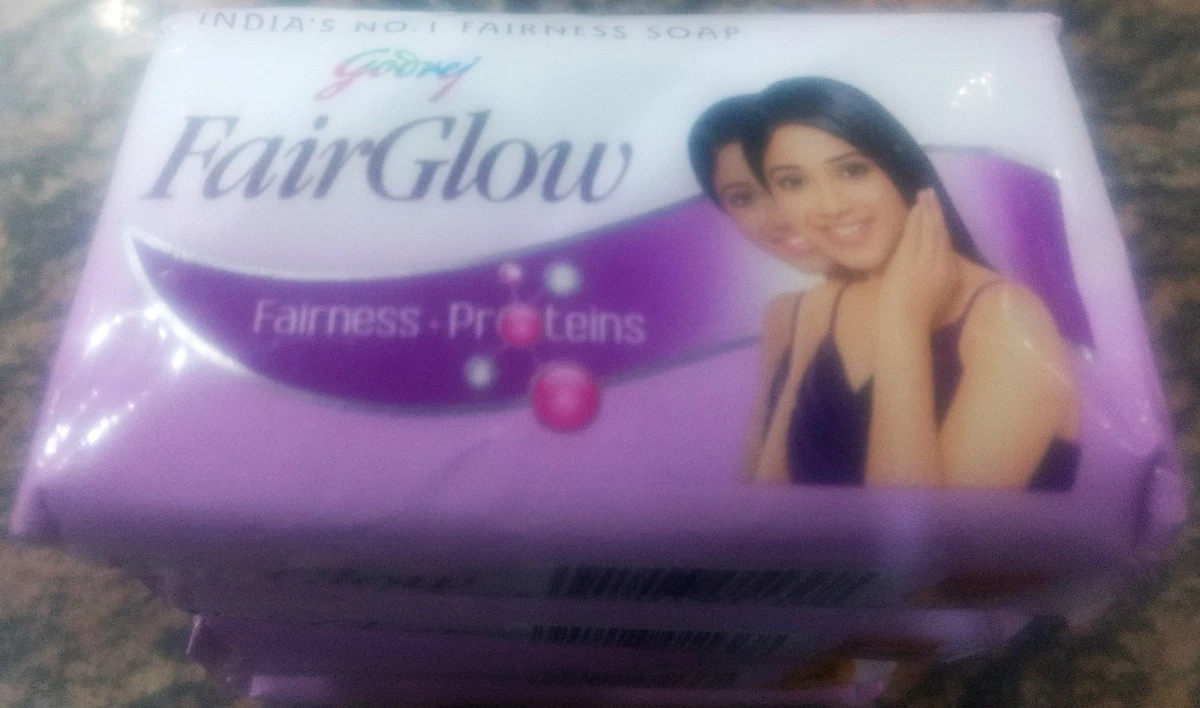 INDIA'S NO.1 FAIRNESS SOAP
Godrej
FairGlow
Fairness + Proteins